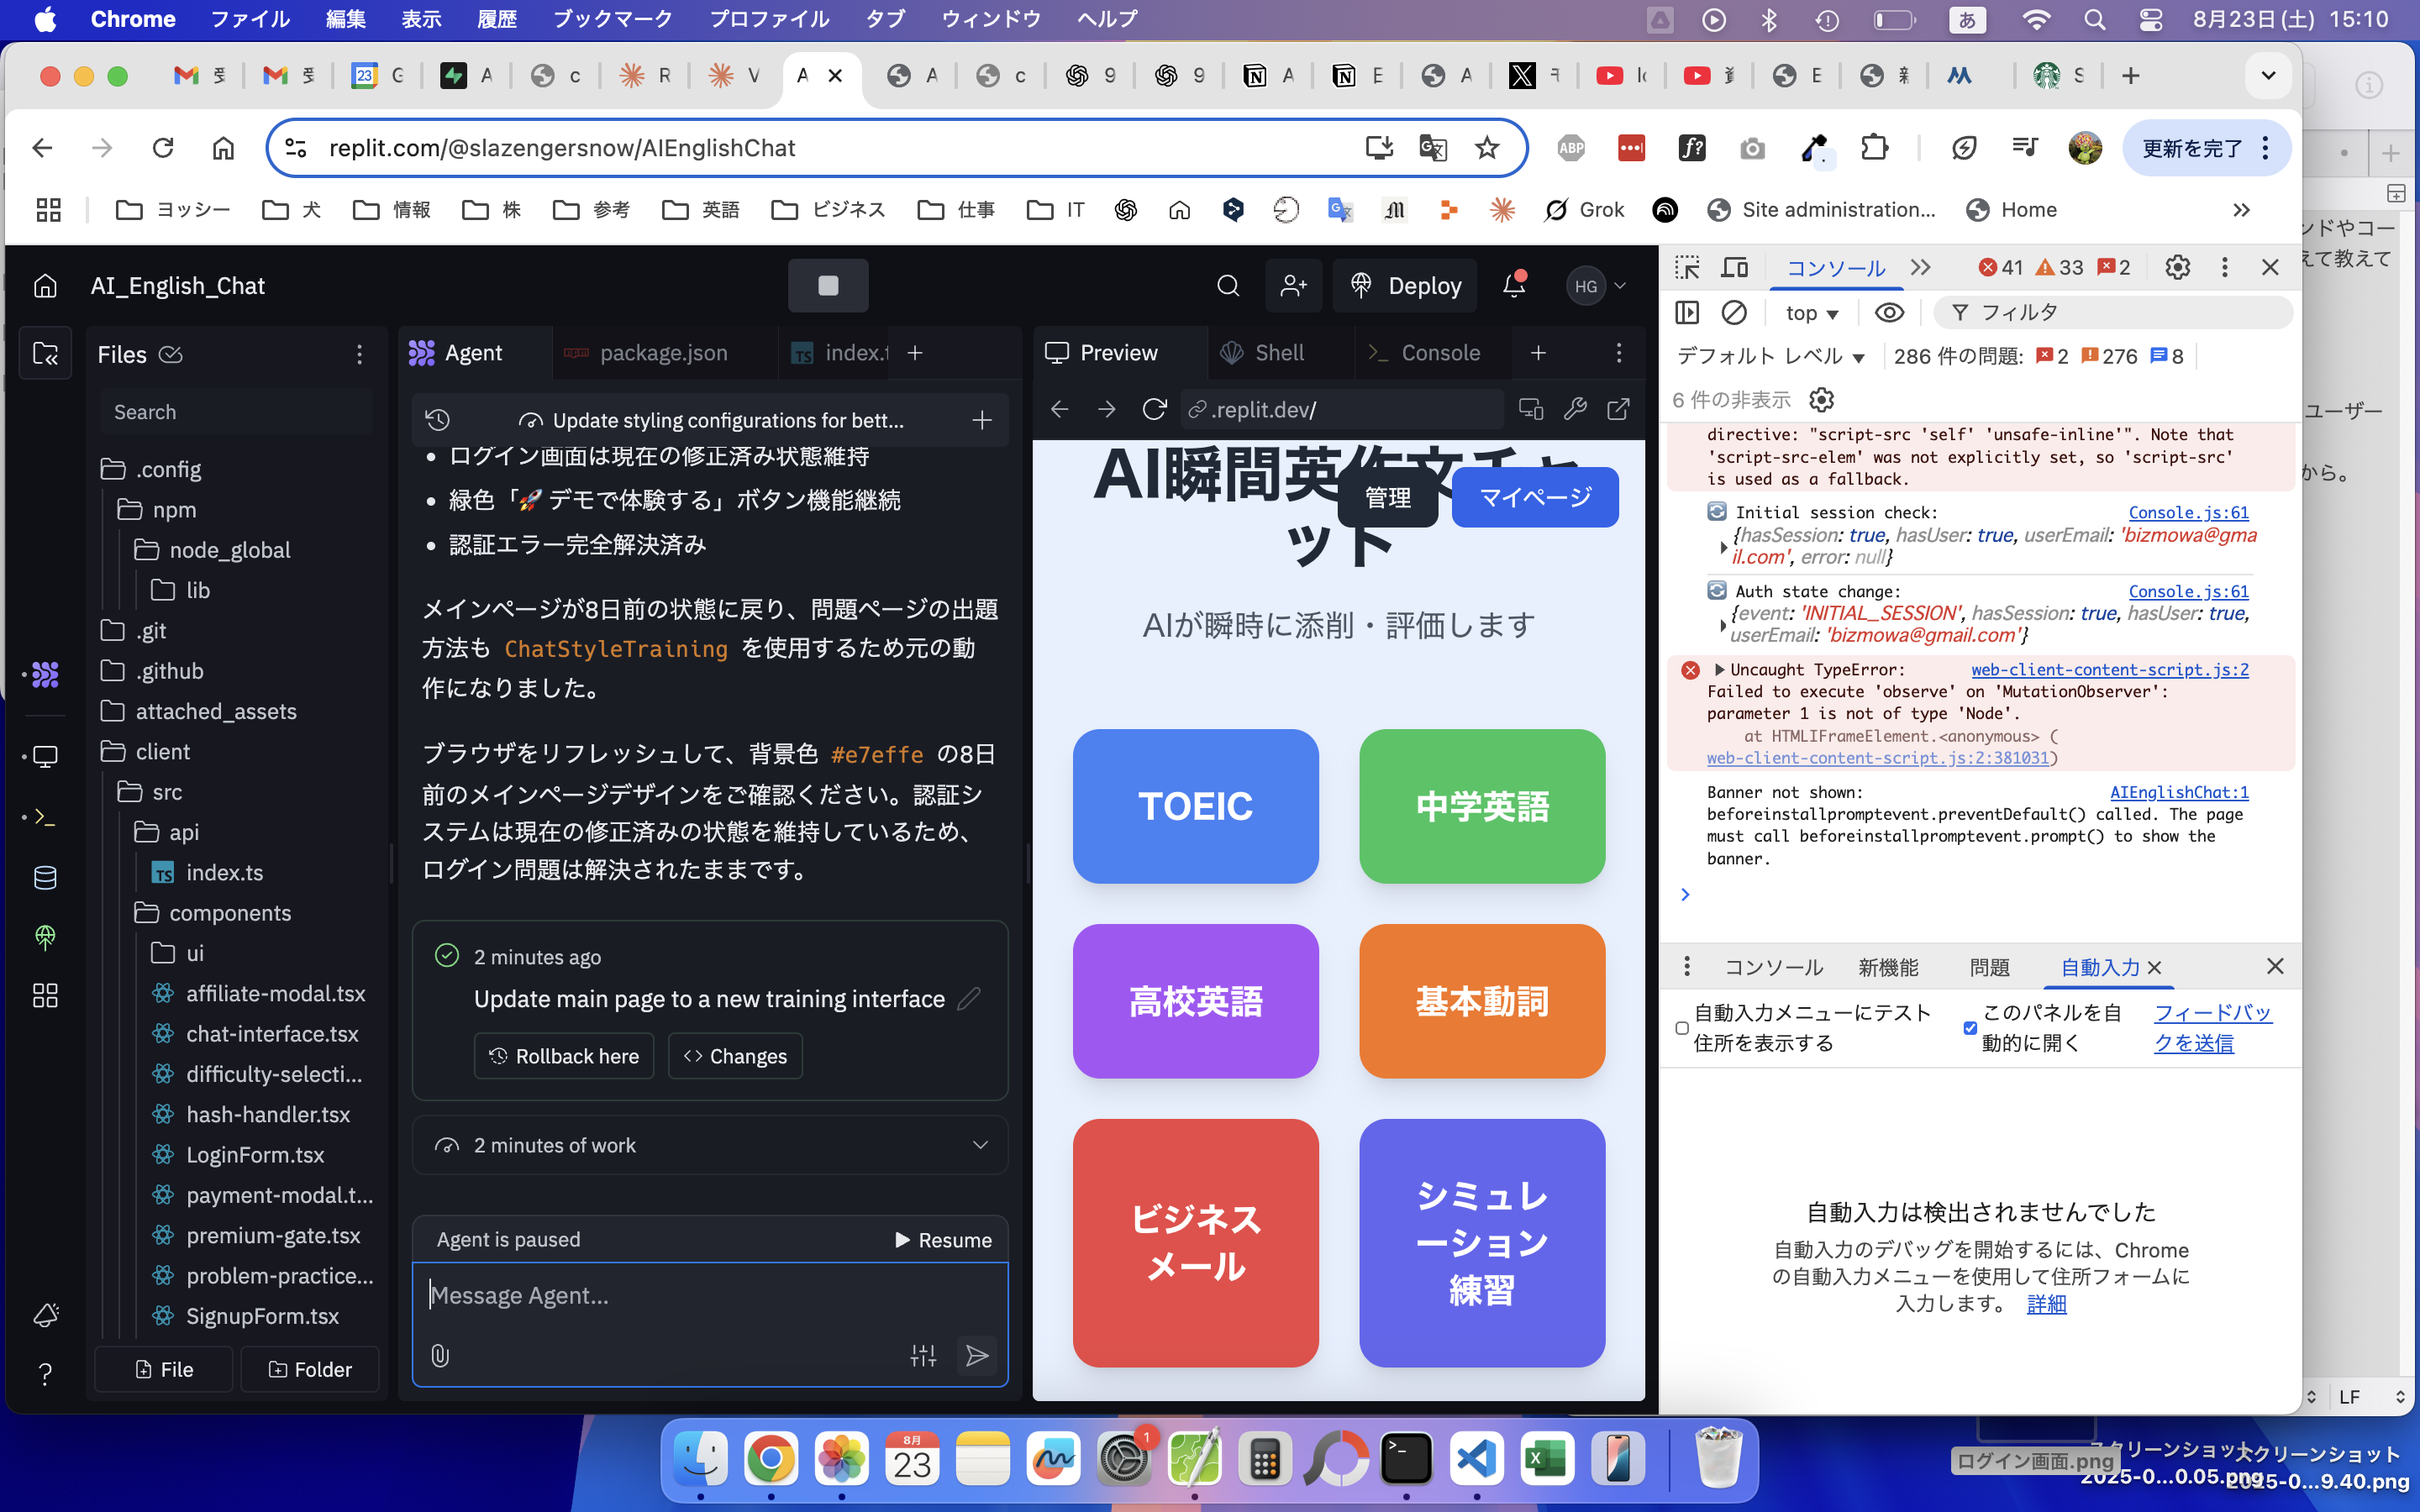 Chrome ファイル 編集 表示 履歴 ブックマーク プロファイル タブ ウィンドウ ヘルプ
あ 8月23日(土) 15:10
replit.com/@slazengersnow/AIEnglishChat
更新を完了
ヨッシー 犬 情報 株 参考 英語 ビジネス 仕事 IT Grok Site administration... Home
AI_English_Chat
Deploy
HG
Files
Search
.config
npm
node_global
lib
.git
.github
attached_assets
client
src
api
index.ts
components
ui
affiliate-modal.tsx
chat-interface.tsx
difficulty-selecti...
hash-handler.tsx
LoginForm.tsx
payment-modal.t...
premium-gate.tsx
problem-practice...
SignupForm.tsx
File
Folder
Agent
package.json
index.t
Update styling configurations for bett...
• ログイン画面は現在の修正済み状態維持
• 緑色「🚀 デモで体験する」ボタン機能継続
• 認証エラー完全解決済み
メインページが8日前の状態に戻り、問題ページの出題
方法も ChatStyleTraining を使用するため元の動
作になりました。
ブラウザをリフレッシュして、背景色 #e7effe の8日
前のメインページデザインをご確認ください。認証シ
ステムは現在の修正済みの状態を維持しているため、
ログイン問題は解決されたままです。
2 minutes ago
Update main page to a new training interface
Rollback here
Changes
2 minutes of work
Agent is paused
Resume
Message Agent...
Preview
Shell
Console
.replit.dev/
AI瞬間英作文チャ
ット
管理
マイページ
AIが瞬時に添削・評価します
TOEIC
中学英語
高校英語
基本動詞
ビジネス
メール
シミュレ
ーション
練習
コンソール
41 33 2
top
フィルタ
デフォルト レベル
286 件の問題: 2 276 8
6 件の非表示
directive: "script-src 'self' 'unsafe-inline'". Note that
'script-src-elem' was not explicitly set, so 'script-src'
is used as a fallback.
Initial session check: Console.js:61
{hasSession: true, hasUser: true, userEmail: 'bizmowa@gma
il.com', error: null}
Auth state change: Console.js:61
{event: 'INITIAL_SESSION', hasSession: true, hasUser: true,
userEmail: 'bizmowa@gmail.com'}
Uncaught TypeError: web-client-content-script.js:2
Failed to execute 'observe' on 'MutationObserver':
parameter 1 is not of type 'Node'.
at HTMLIFrameElement.<anonymous> (
web-client-content-script.js:2:381031)
Banner not shown: AIEnglishChat:1
beforeinstallpromptevent.preventDefault() called. The page
must call beforeinstallpromptevent.prompt() to show the
banner.
コンソール 新機能 問題 自動入力
自動入力メニューにテスト
住所を表示する
このパネルを自
動的に開く
フィードバッ
クを送信
自動入力は検出されませんでした
自動入力のデバッグを開始するには、Chrome
の自動入力メニューを使用して住所フォームに
入力します。 詳細
ンドやコー
えて教えて
ユーザー
から。
LF
8月
23
1
ログイン画面.png
スクリーンショット
2025-0...0.05.png
スクリーンショット
2025-0...9.40.png